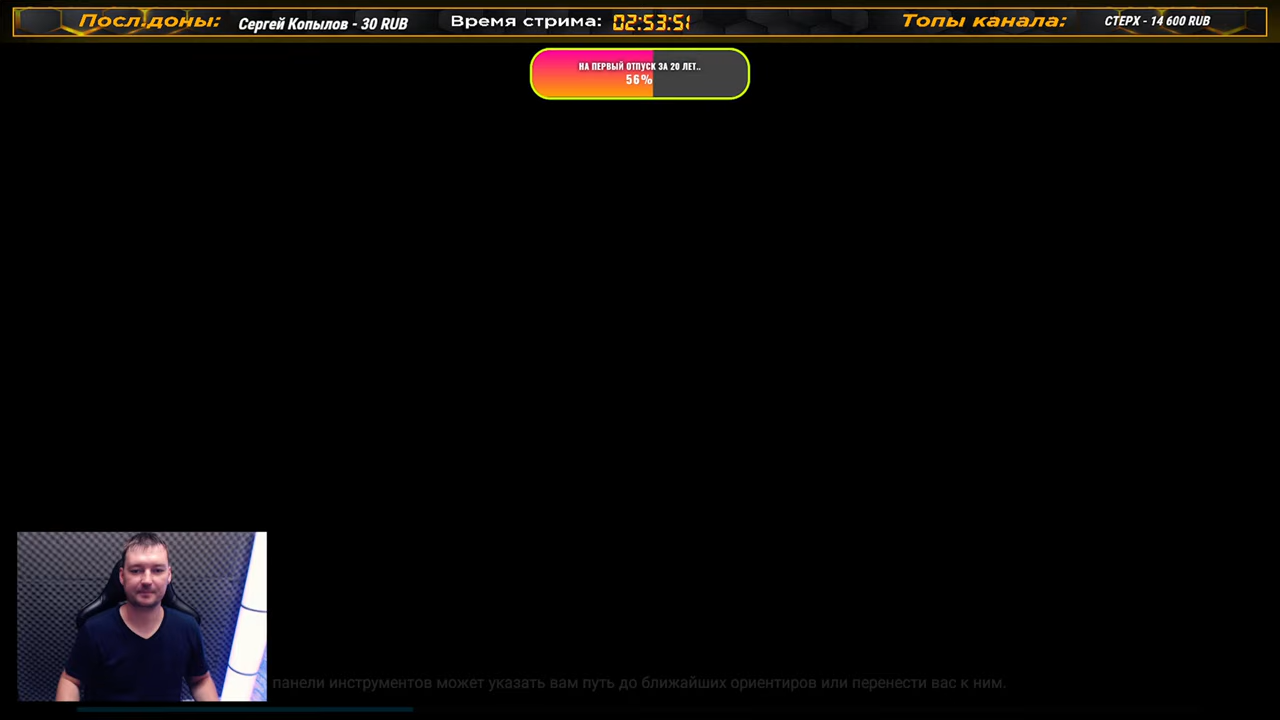 Посл.доны: Сергей Копылов - 30 RUB Время стрима: 02:53:51 Топы канала: СТЕРХ - 14 600 RUB
НА ПЕРВЫЙ ОТПУСК ЗА 20 ЛЕТ..
56%
панели инструментов может указать вам путь до ближайших ориентиров или перенести вас к ним.